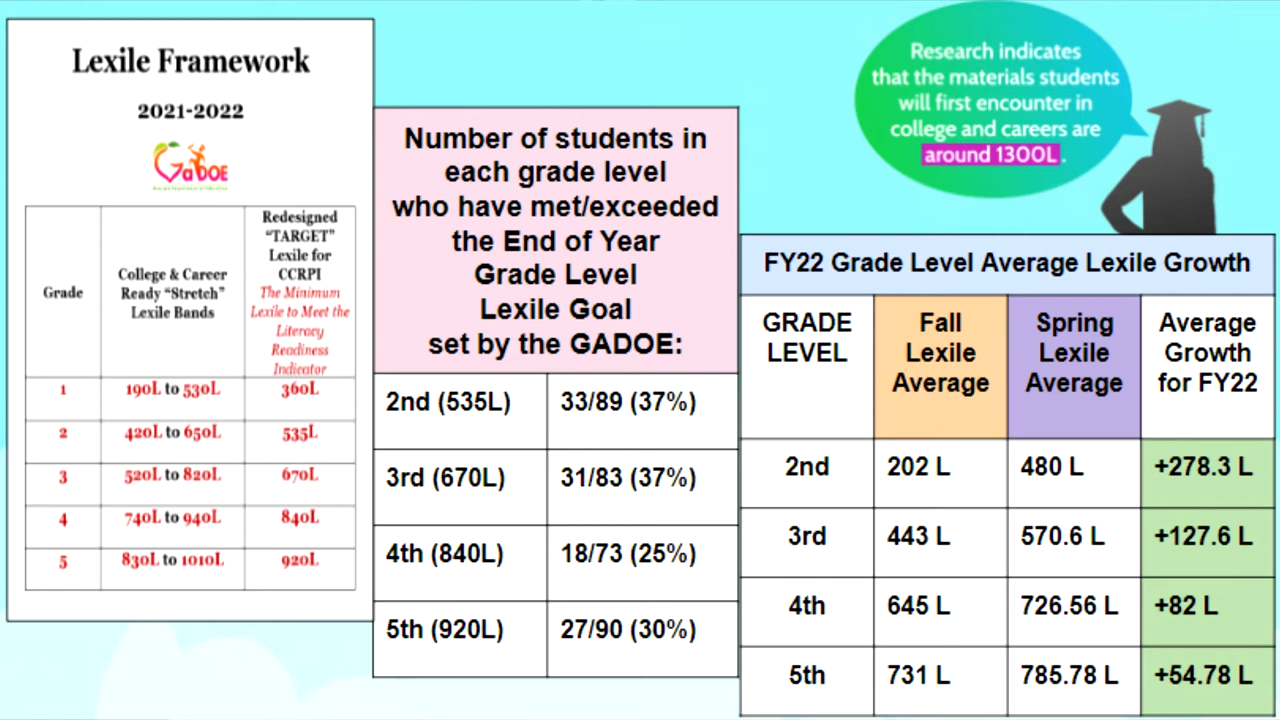 Lexile Framework
2021-2022
GaDOE
Grade
College & Career
Ready “Stretch”
Lexile Bands
Redesigned
“TARGET”
Lexile for
CCRPI
The Minimum
Lexile to Meet the
Literacy
Readiness
Indicator
1 190L to 530L 360L
2 420L to 650L 535L
3 520L to 820L 670L
4 740L to 940L 840L
5 830L to 1010L 920L
Number of students in
each grade level
who have met/exceeded
the End of Year
Grade Level
Lexile Goal
set by the GADOE:
2nd (535L) 33/89 (37%)
3rd (670L) 31/83 (37%)
4th (840L) 18/73 (25%)
5th (920L) 27/90 (30%)
Research indicates
that the materials students
will first encounter in
college and careers are
around 1300L.
FY22 Grade Level Average Lexile Growth
GRADE
LEVEL
Fall
Lexile
Average
Spring
Lexile
Average
Average
Growth
for FY22
2nd 202 L 480 L +278.3 L
3rd 443 L 570.6 L +127.6 L
4th 645 L 726.56 L +82 L
5th 731 L 785.78 L +54.78 L